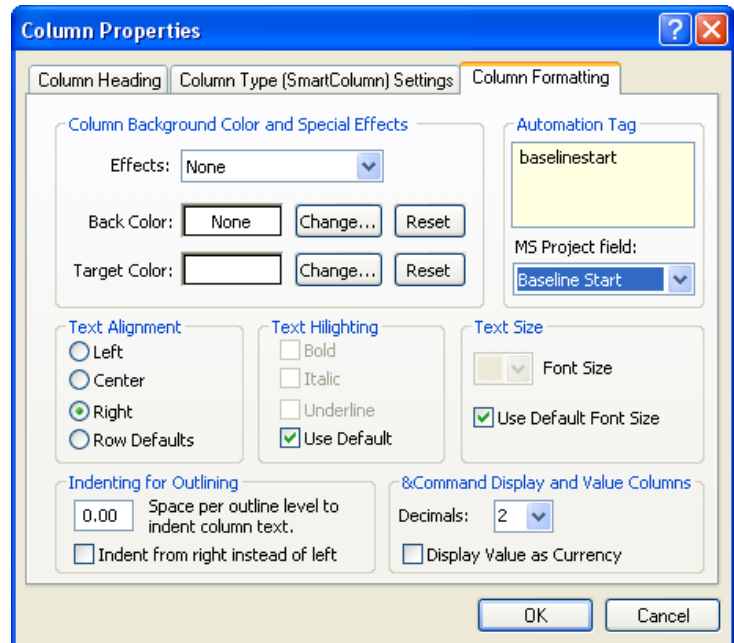 Column Properties
Column Heading
Column Type (SmartColumn) Settings
Column Formatting
Column Background Color and Special Effects
Effects: None
Back Color: None Change... Reset
Target Color: Change... Reset
Automation Tag
baselinestart
MS Project field:
Baseline Start
Text Alignment
Left
Center
Right
Row Defaults
Text Hilighting
Bold
Italic
Underline
Use Default
Text Size
Font Size
Use Default Font Size
Indenting for Outlining
0.00 Space per outline level to
indent column text.
Indent from right instead of left
&Command Display and Value Columns
Decimals: 2
Display Value as Currency
OK Cancel